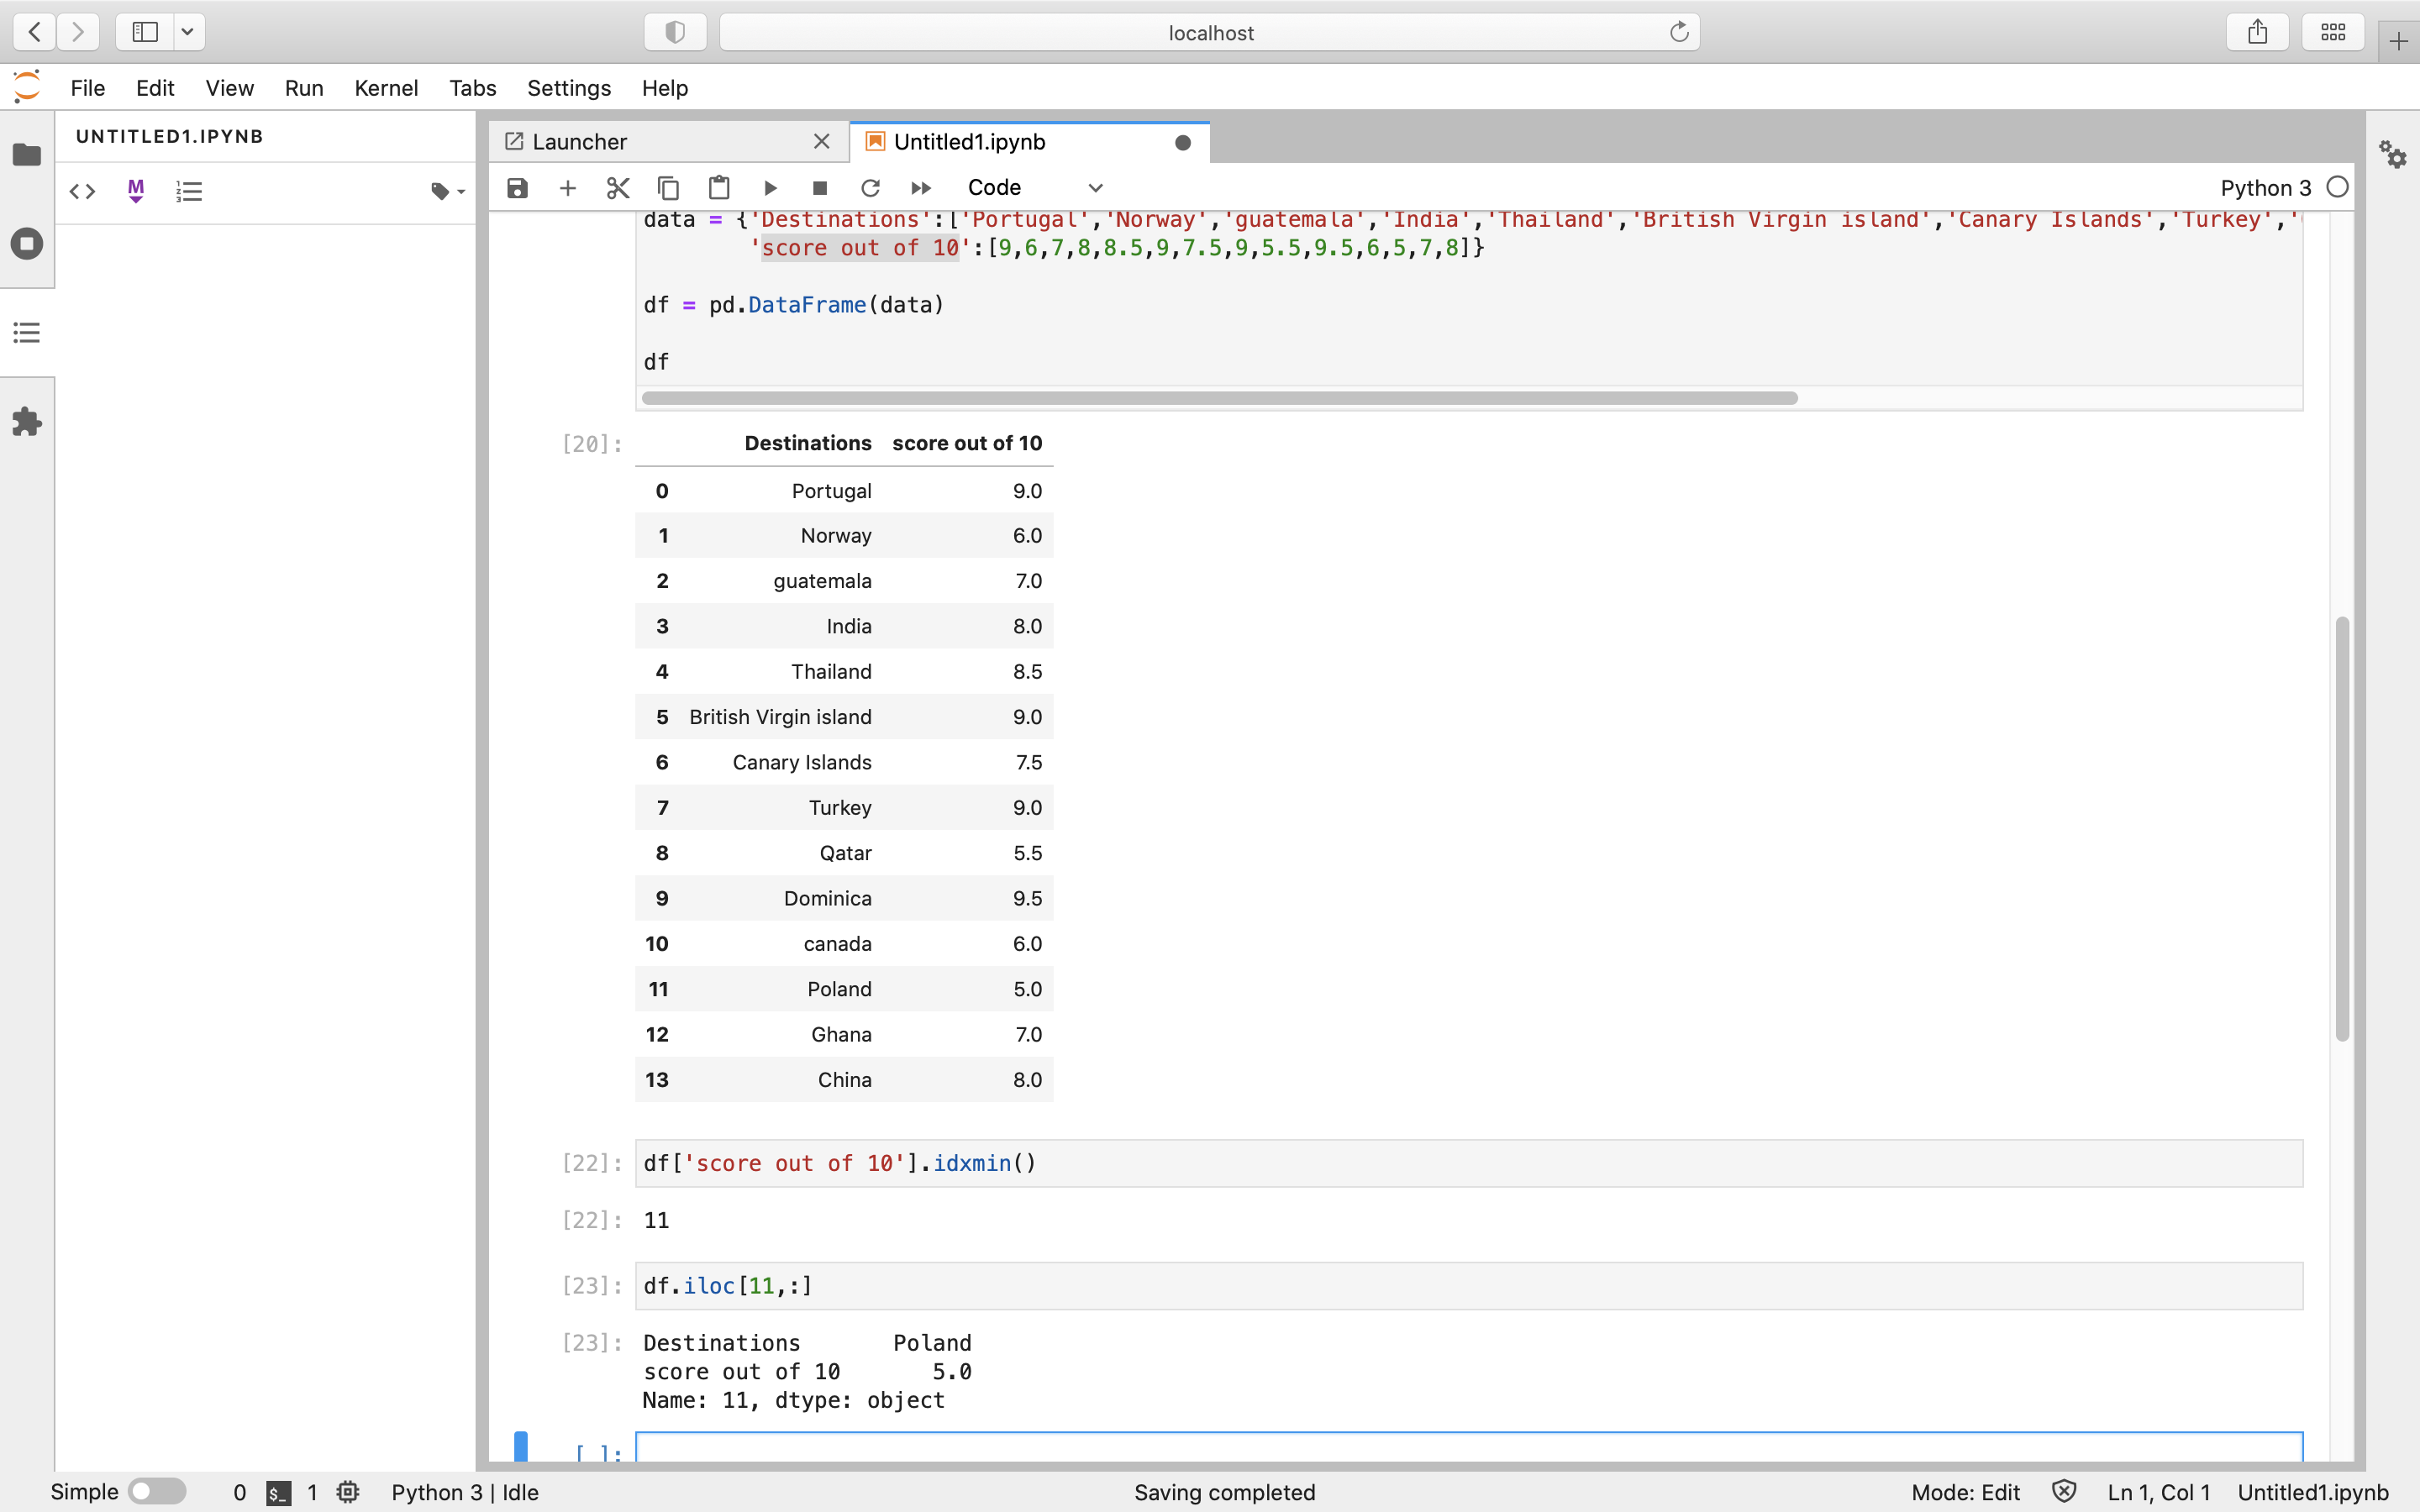 localhost
File Edit View Run Kernel Tabs Settings Help
UNTITLED1.IPYNB
Launcher
Untitled1.ipynb
Code
Python 3
data = {'Destinations':['Portugal','Norway','guatemala','India','Thailand','British Virgin island','Canary Islands','Turkey','
'score out of 10':[9,6,7,8,8.5,9,7.5,9,5.5,9.5,6,5,7,8]}
df = pd.DataFrame(data)
df
[20]: Destinations score out of 10
0 Portugal 9.0
1 Norway 6.0
2 guatemala 7.0
3 India 8.0
4 Thailand 8.5
5 British Virgin island 9.0
6 Canary Islands 7.5
7 Turkey 9.0
8 Qatar 5.5
9 Dominica 9.5
10 canada 6.0
11 Poland 5.0
12 Ghana 7.0
13 China 8.0
[22]: df['score out of 10'].idxmin()
[22]: 11
[23]: df.iloc[11,:]
[23]: Destinations Poland
score out of 10 5.0
Name: 11, dtype: object
[ ]:
Simple 0 $_ 1 Python 3 | Idle Saving completed Mode: Edit Ln 1, Col 1 Untitled1.ipynb